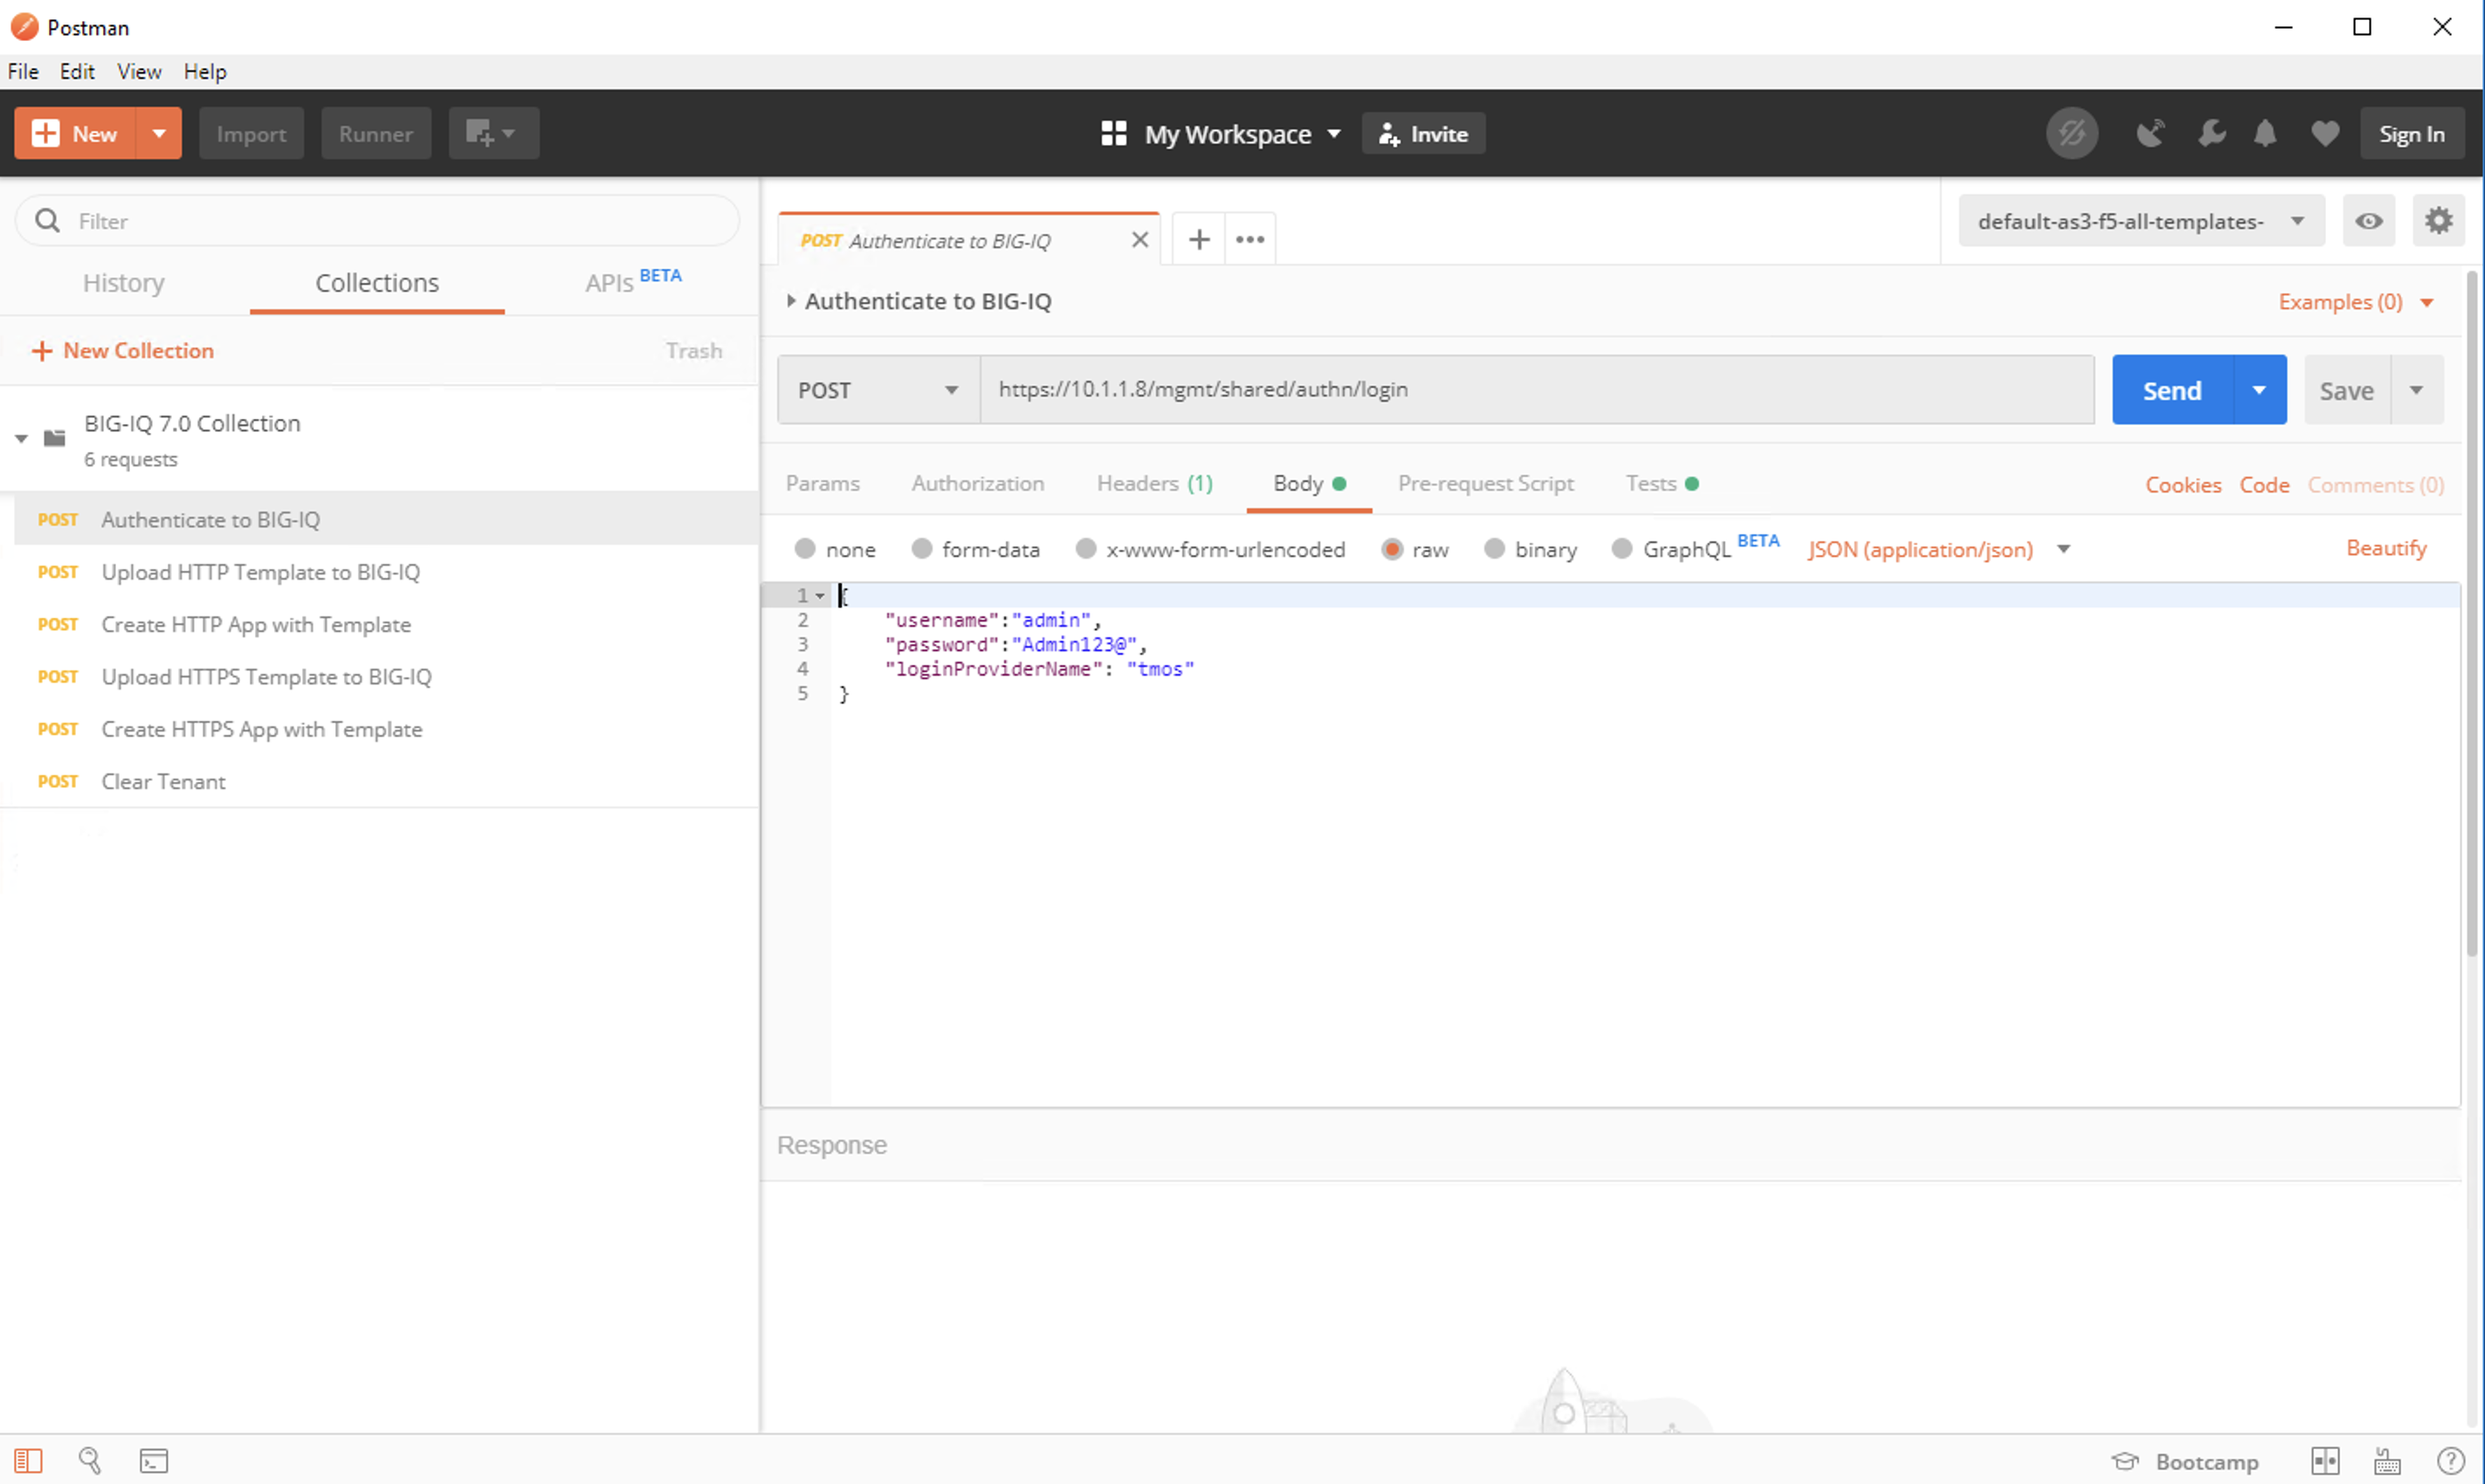 Postman
File Edit View Help
New Import Runner My Workspace Invite Sign In
Filter
History Collections APIs BETA
+ New Collection Trash
BIG-IQ 7.0 Collection
6 requests
POST Authenticate to BIG-IQ
POST Upload HTTP Template to BIG-IQ
POST Create HTTP App with Template
POST Upload HTTPS Template to BIG-IQ
POST Create HTTPS App with Template
POST Clear Tenant
POST Authenticate to BIG-IQ
default-as3-f5-all-templates-
Authenticate to BIG-IQ Examples (0)
POST https://10.1.1.8/mgmt/shared/authn/login Send Save
Params Authorization Headers (1) Body Pre-request Script Tests Cookies Code Comments (0)
none form-data x-www-form-urlencoded raw binary GraphQL BETA JSON (application/json) Beautify
1 {
2 "username":"admin",
3 "password":"Admin123@",
4 "loginProviderName": "tmos"
5 }
Response
Bootcamp